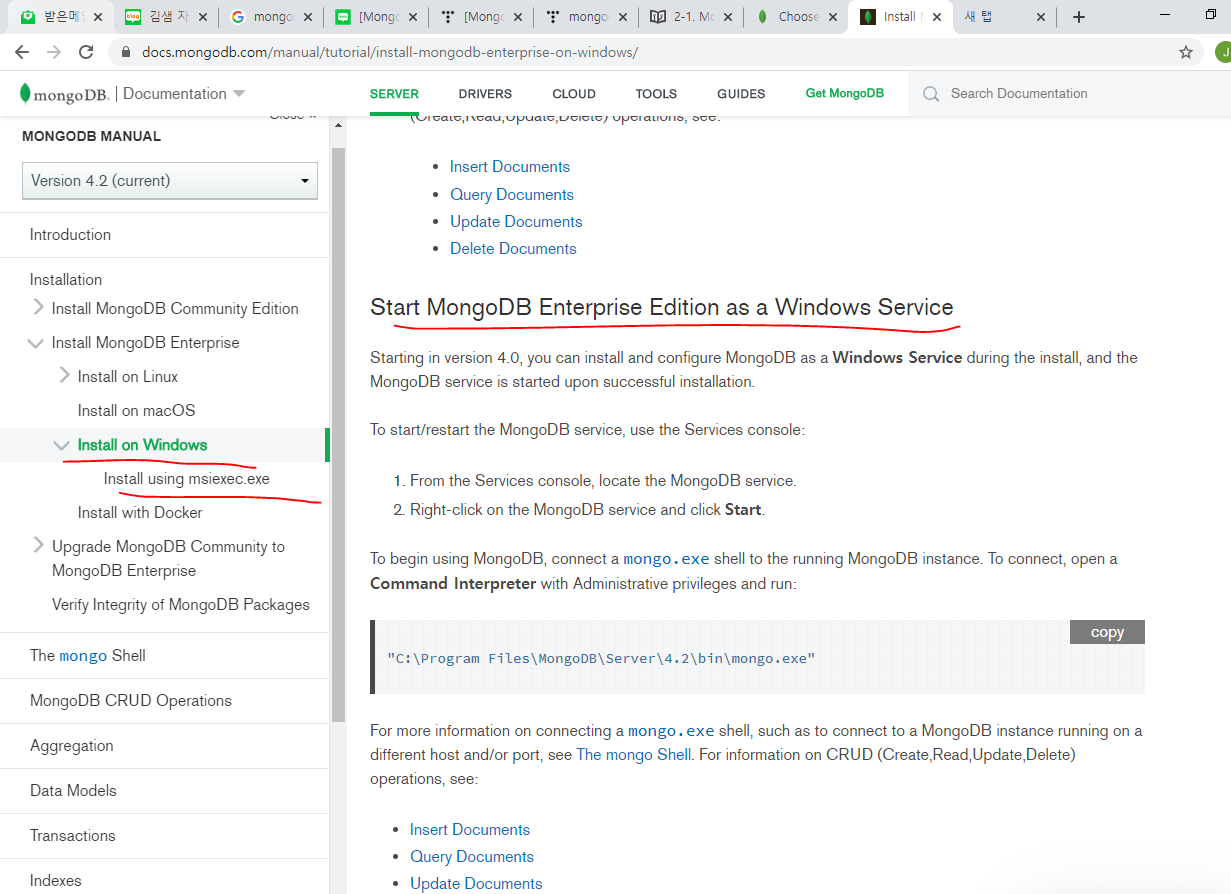 받은메일
김샘 자
mongo
[Mong
[Mong
mongo
2-1. Mo
Choose
Install
새 탭
docs.mongodb.com/manual/tutorial/install-mongodb-enterprise-on-windows/
J
mongoDB. | Documentation
SERVER
DRIVERS
CLOUD
TOOLS
GUIDES
Get MongoDB
Search Documentation
Close ×
MONGODB MANUAL
Version 4.2 (current)
Introduction
Installation
Install MongoDB Community Edition
Install MongoDB Enterprise
Install on Linux
Install on macOS
Install on Windows
Install using msiexec.exe
Install with Docker
Upgrade MongoDB Community to
MongoDB Enterprise
Verify Integrity of MongoDB Packages
The mongo Shell
MongoDB CRUD Operations
Aggregation
Data Models
Transactions
Indexes
(Create,Read,Update,Delete) operations, see:
• Insert Documents
• Query Documents
• Update Documents
• Delete Documents
Start MongoDB Enterprise Edition as a Windows Service
Starting in version 4.0, you can install and configure MongoDB as a Windows Service during the install, and the
MongoDB service is started upon successful installation.
To start/restart the MongoDB service, use the Services console:
1. From the Services console, locate the MongoDB service.
2. Right-click on the MongoDB service and click Start.
To begin using MongoDB, connect a mongo.exe shell to the running MongoDB instance. To connect, open a
Command Interpreter with Administrative privileges and run:
copy
"C:\Program Files\MongoDB\Server\4.2\bin\mongo.exe"
For more information on connecting a mongo.exe shell, such as to connect to a MongoDB instance running on a
different host and/or port, see The mongo Shell. For information on CRUD (Create,Read,Update,Delete)
operations, see:
• Insert Documents
• Query Documents
• Update Documents